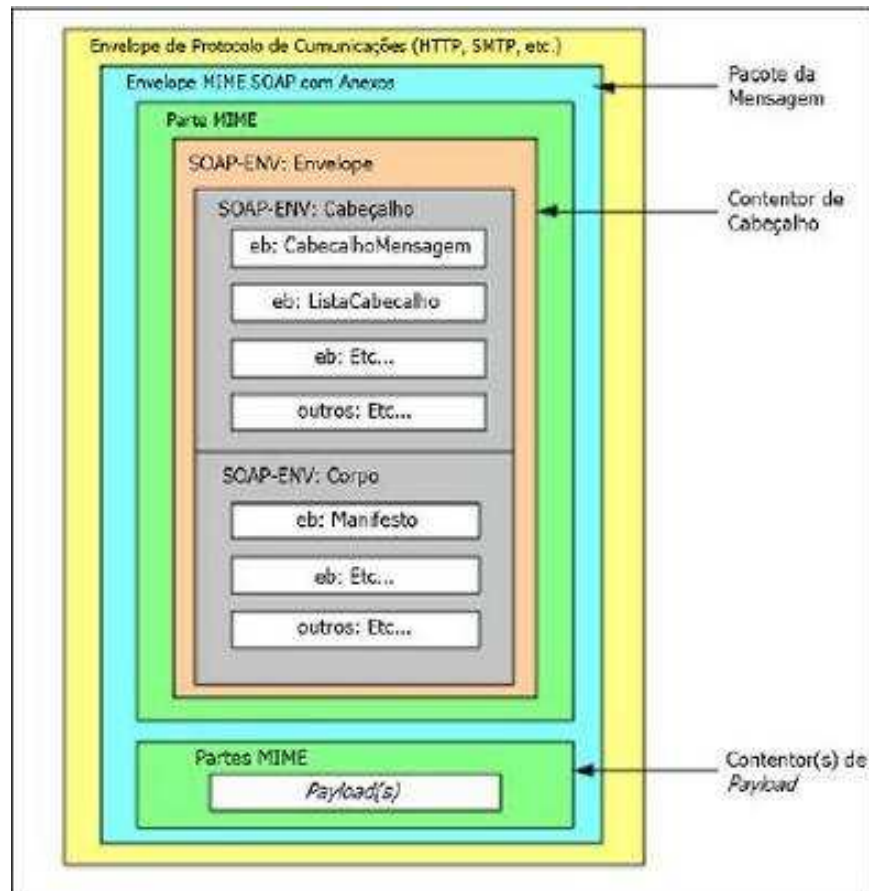 Envelope de Protocolo de Comunicações (HTTP, SMTP, etc.)
Envelope MIME SOAP com Anexos
Pacote da
Mensagem
Parte MIME
SOAP-ENV: Envelope
SOAP-ENV: Cabeçalho
Contentor de
Cabeçalho
eb: CabecalhoMensagem
eb: ListaCabecalho
eb: Etc...
outros: Etc...
SOAP-ENV: Corpo
eb: Manifesto
eb: Etc...
outros: Etc...
Partes MIME
Contentor(s) de
Payload
Payload(s)